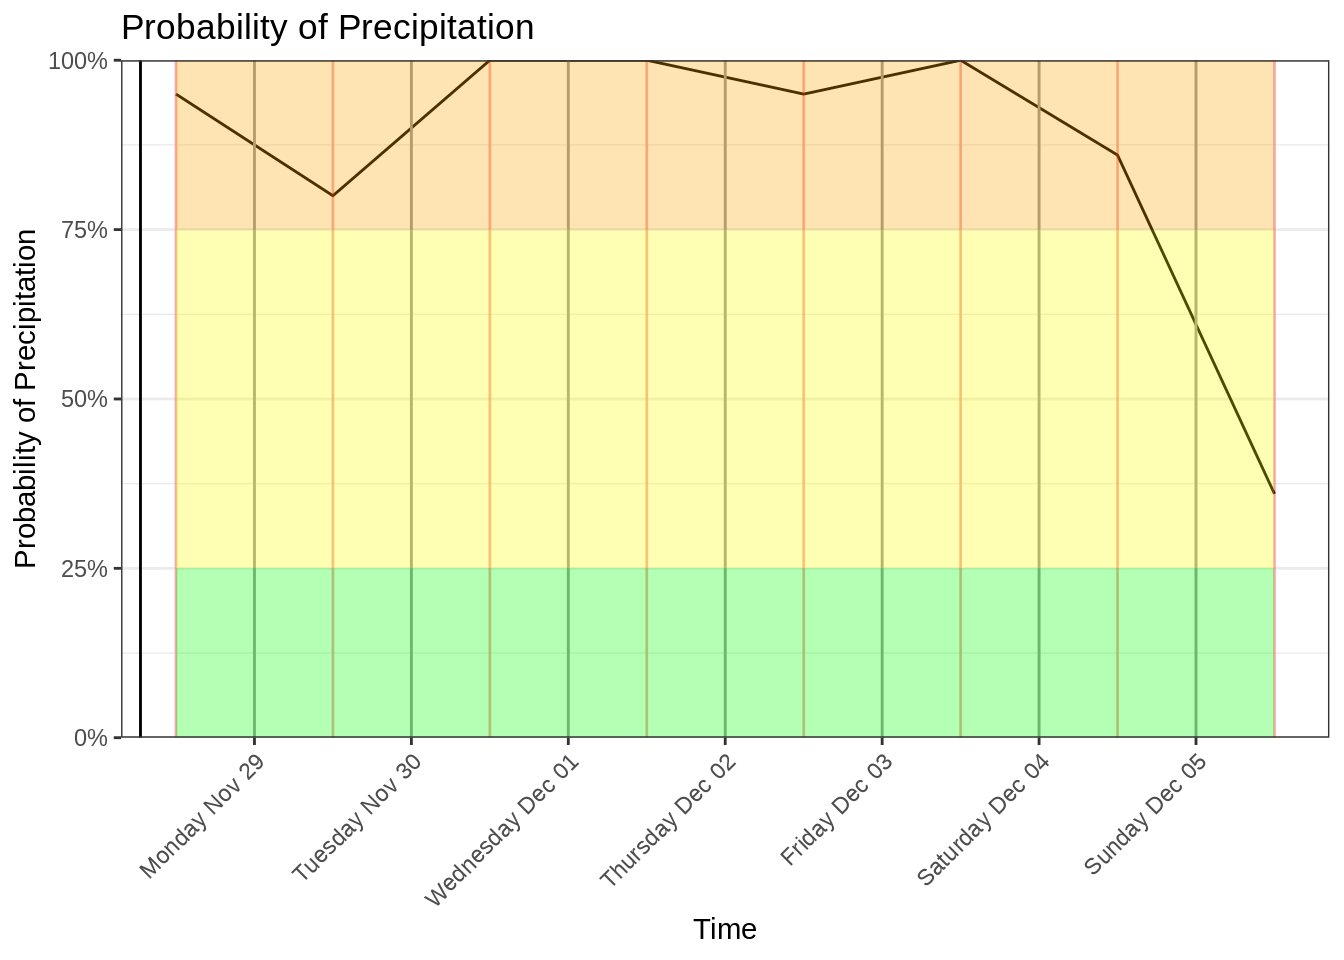 Probability of Precipitation
Probability of Precipitation
100%
75%
50%
25%
0%
Monday Nov 29
Tuesday Nov 30
Wednesday Dec 01
Thursday Dec 02
Friday Dec 03
Saturday Dec 04
Sunday Dec 05
Time